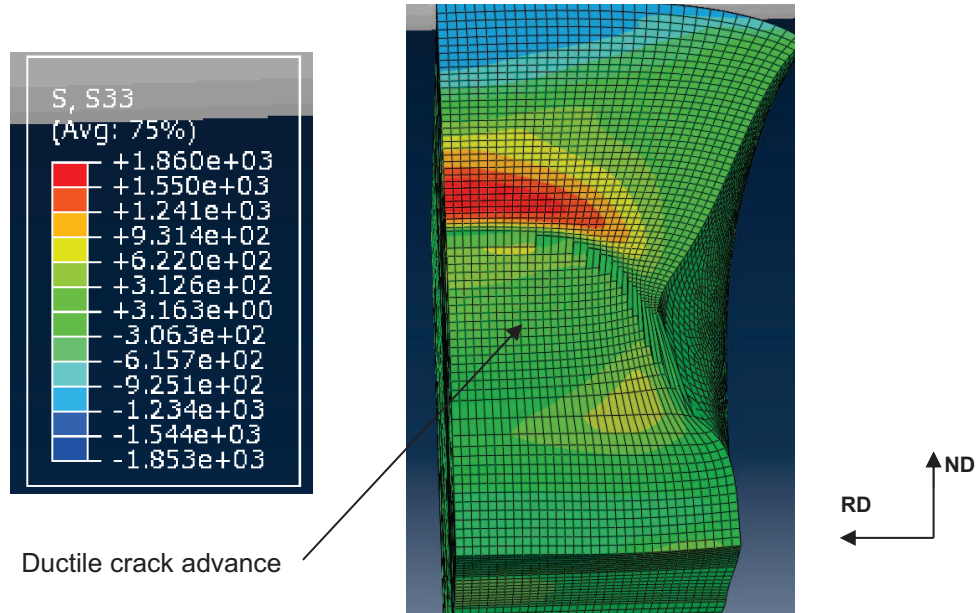 S, S33
(Avg: 75%)
+1.860e+03
+1.550e+03
+1.241e+03
+9.314e+02
+6.220e+02
+3.126e+02
+3.163e+00
-3.063e+02
-6.157e+02
-9.251e+02
-1.234e+03
-1.544e+03
-1.853e+03
ND
RD
Ductile crack advance